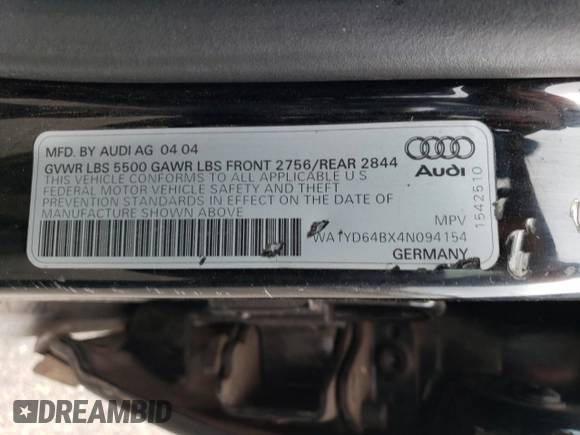 MFD. BY AUDI AG 04 04
GVWR LBS 5500 GAWR LBS FRONT 2756/REAR 2844
THIS VEHICLE CONFORMS TO ALL APPLICABLE U S
FEDERAL MOTOR VEHICLE SAFETY AND THEFT
PREVENTION STANDARDS IN EFFECT ON THE DATE OF
MANUFACTURE SHOWN ABOVE
Audi
MPV
WA1YD64BX4N094154
GERMANY
1542510
DREAMBID